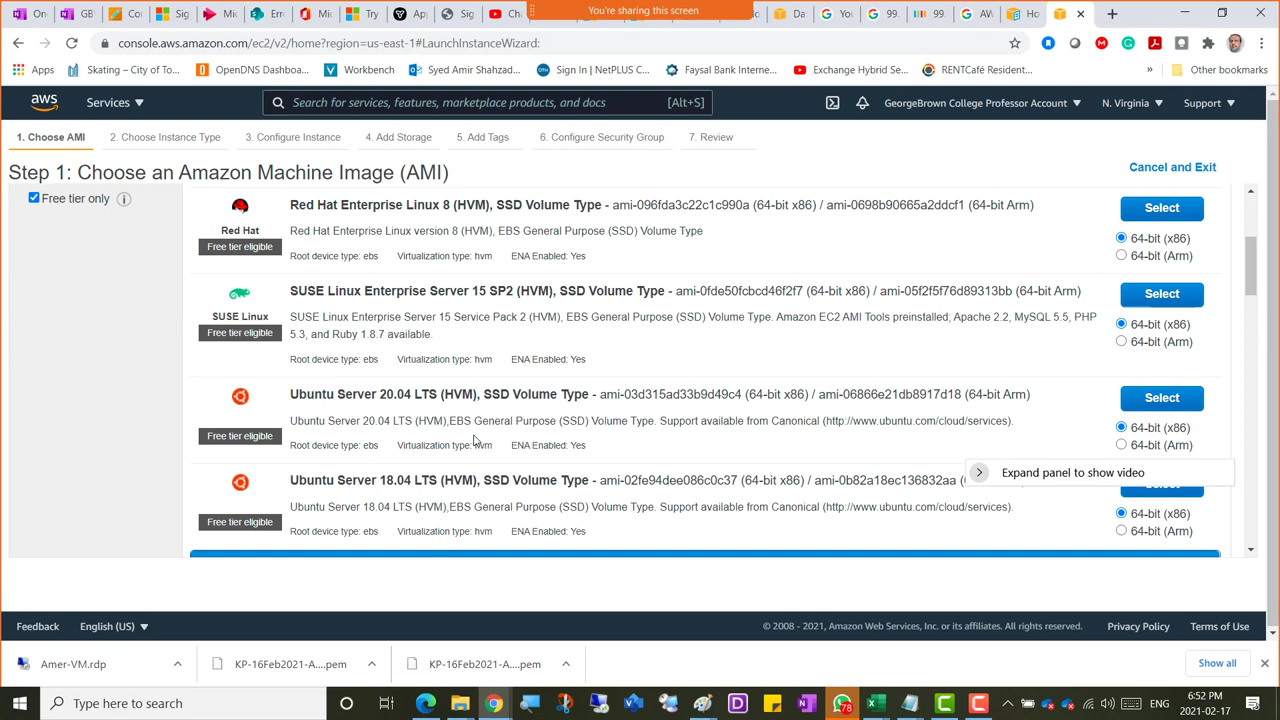 On
GB
Col
Sig
Mi
Err
Mi
Try
App
Sig
Ch
You're sharing this screen
Da
You
99.
99.
AW
Ho
console.aws.amazon.com/ec2/v2/home?region=us-east-1#LaunchInstanceWizard:
Apps
Skating – City of To...
OpenDNS Dashboa...
Workbench
Syed Amir Shahzad...
Sign In | NetPLUS C...
Faysal Bank Interne...
Exchange Hybrid Se...
RENTCafé Resident...
»
Other bookmarks
aws
Services
Search for services, features, marketplace products, and docs
[Alt+S]
GeorgeBrown College Professor Account
N. Virginia
Support
1. Choose AMI
2. Choose Instance Type
3. Configure Instance
4. Add Storage
5. Add Tags
6. Configure Security Group
7. Review
Step 1: Choose an Amazon Machine Image (AMI)
Cancel and Exit
Free tier only
i
Red Hat
Free tier eligible
Red Hat Enterprise Linux 8 (HVM), SSD Volume Type - ami-096fda3c22c1c990a (64-bit x86) / ami-0698b90665a2ddcf1 (64-bit Arm)
Red Hat Enterprise Linux version 8 (HVM), EBS General Purpose (SSD) Volume Type
Root device type: ebs Virtualization type: hvm ENA Enabled: Yes
Select
64-bit (x86)
64-bit (Arm)
SUSE Linux
Free tier eligible
SUSE Linux Enterprise Server 15 SP2 (HVM), SSD Volume Type - ami-0fde50fcbcd46f2f7 (64-bit x86) / ami-05f2f5f76d89313bb (64-bit Arm)
SUSE Linux Enterprise Server 15 Service Pack 2 (HVM), EBS General Purpose (SSD) Volume Type. Amazon EC2 AMI Tools preinstalled; Apache 2.2, MySQL 5.5, PHP
5.3, and Ruby 1.8.7 available.
Root device type: ebs Virtualization type: hvm ENA Enabled: Yes
Select
64-bit (x86)
64-bit (Arm)
Free tier eligible
Ubuntu Server 20.04 LTS (HVM), SSD Volume Type - ami-03d315ad33b9d49c4 (64-bit x86) / ami-06866e21db8917d18 (64-bit Arm)
Ubuntu Server 20.04 LTS (HVM),EBS General Purpose (SSD) Volume Type. Support available from Canonical (http://www.ubuntu.com/cloud/services).
Root device type: ebs Virtualization type: hvm ENA Enabled: Yes
Select
64-bit (x86)
64-bit (Arm)
Expand panel to show video
Free tier eligible
Ubuntu Server 18.04 LTS (HVM), SSD Volume Type - ami-02fe94dee086c0c37 (64-bit x86) / ami-0b82a18ec136832aa
Ubuntu Server 18.04 LTS (HVM),EBS General Purpose (SSD) Volume Type. Support available from Canonical (http://www.ubuntu.com/cloud/services).
Root device type: ebs Virtualization type: hvm ENA Enabled: Yes
64-bit (x86)
64-bit (Arm)
Feedback
English (US)
© 2008 - 2021, Amazon Web Services, Inc. or its affiliates. All rights reserved.
Privacy Policy
Terms of Use
Amer-VM.rdp
KP-16Feb2021-A....pem
KP-16Feb2021-A....pem
Show all
Type here to search
78
ENG
6:52 PM
2021-02-17